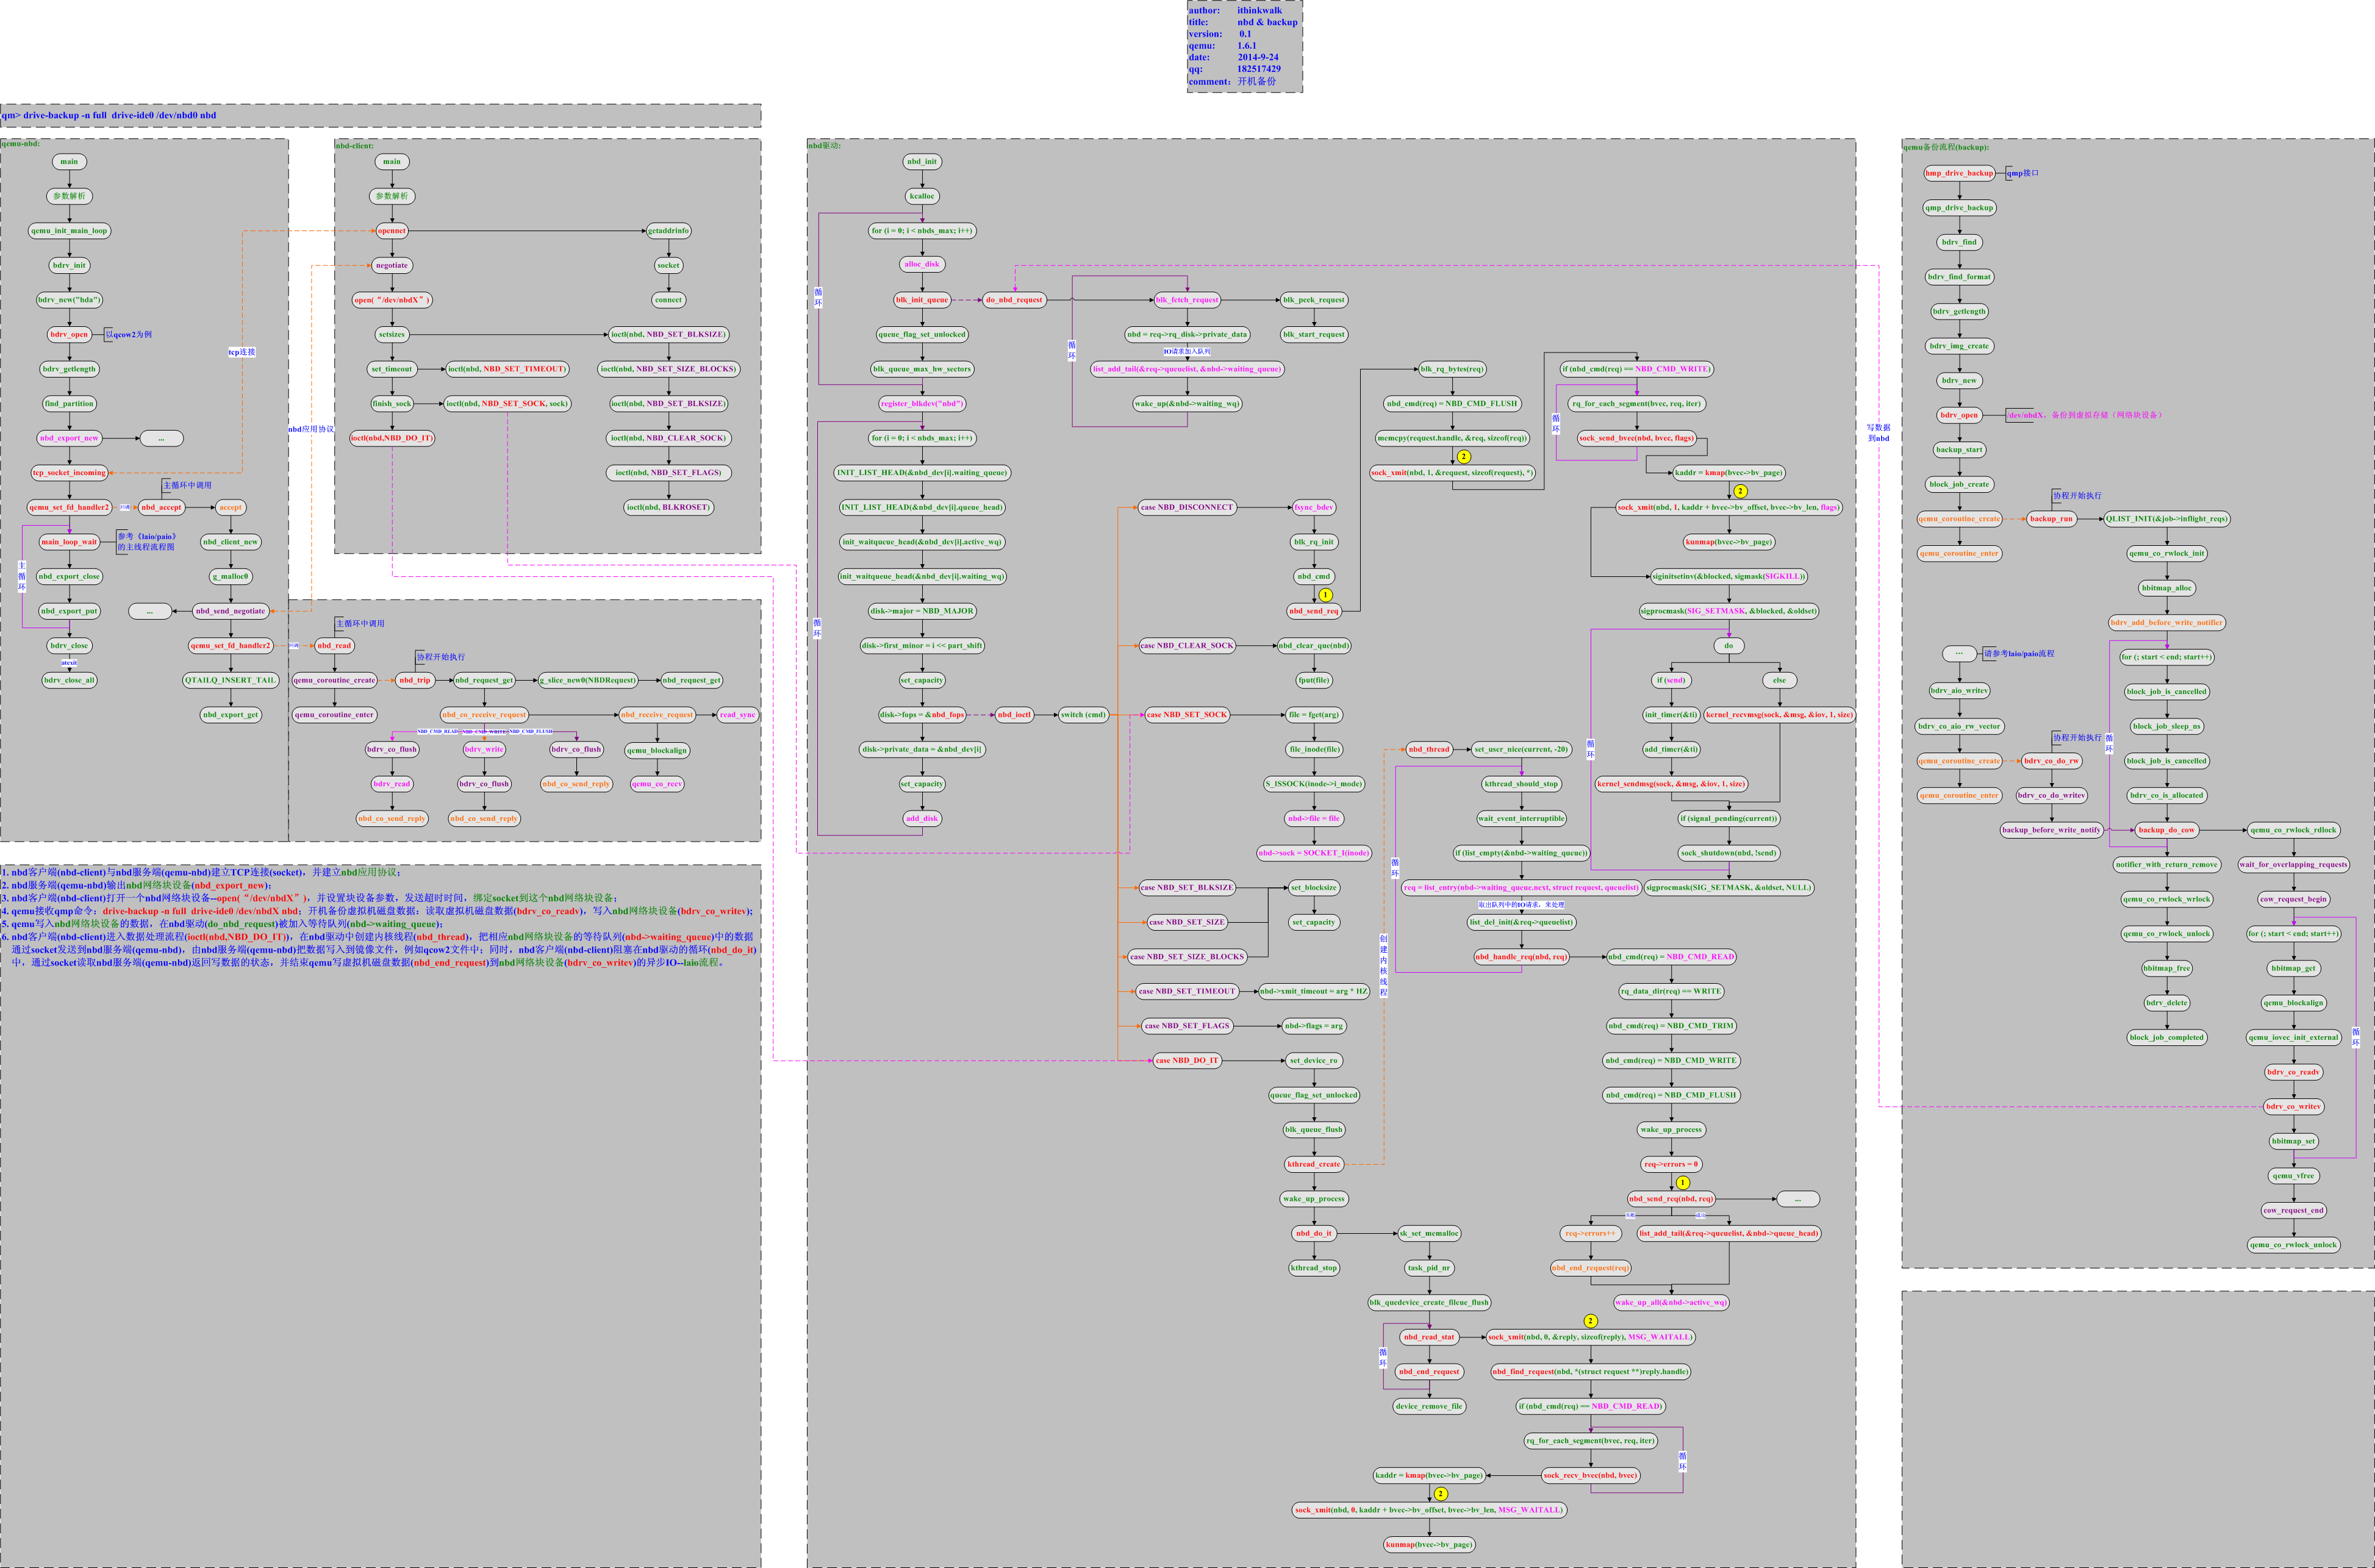 author: ithinkwalk
title: nbd & backup
version: 0.1
qemu: 1.6.1
date: 2014-9-24
qq: 182517429
comment: 开机备份
qm> drive-backup -n full drive-ide0 /dev/nbd0 nbd
qemu-nbd:
main
参数解析
qemu_init_main_loop
bdrv_init
bdrv_new("hda")
bdrv_open
以qcow2为例
bdrv_getlength
find_partition
nbd_export_new
...
tcp_socket_incoming
qemu_set_fd_handler2
nbd_accept
主循环中调用
accept
main_loop_wait
参考《laio/paio》
的主线程流程图
主循环
nbd_export_close
nbd_export_put
bdrv_close
atexit
bdrv_close_all
nbd_client_new
g_malloc0
nbd_send_negotiate
...
qemu_set_fd_handler2
QTAILQ_INSERT_TAIL
nbd_export_get
tcp连接
nbd应用协议
nbd-client:
main
参数解析
opennet
getaddrinfo
negotiate
socket
open(“/dev/nbdX”)
connect
setsizes
ioctl(nbd, NBD_SET_BLKSIZE)
set_timeout
ioctl(nbd, NBD_SET_TIMEOUT)
ioctl(nbd, NBD_SET_SIZE_BLOCKS)
finish_sock
ioctl(nbd, NBD_SET_SOCK, sock)
ioctl(nbd, NBD_SET_BLKSIZE)
ioctl(nbd,NBD_DO_IT)
ioctl(nbd, NBD_CLEAR_SOCK)
ioctl(nbd, NBD_SET_FLAGS)
ioctl(nbd, BLKROSET)
主循环中调用
nbd_read
协程开始执行
qemu_coroutine_create
nbd_trip
nbd_request_get
g_slice_new0(NBDRequest)
nbd_request_get
qemu_coroutine_enter
nbd_co_receive_request
nbd_receive_request
read_sync
NBD_CMD_READ
NBD_CMD_WRITE
NBD_CMD_FLUSH
bdrv_co_flush
bdrv_write
bdrv_co_flush
qemu_blockalign
bdrv_read
bdrv_co_flush
nbd_co_send_reply
qemu_co_recv
nbd_co_send_reply
nbd_co_send_reply
1. nbd客户端(nbd-client)与nbd服务端(qemu-nbd)建立TCP连接(socket)，并建立nbd应用协议；
2. nbd服务端(qemu-nbd)输出nbd网络块设备(nbd_export_new)；
3. nbd客户端(nbd-client)打开一个nbd网络块设备--open(“/dev/nbdX”)，并设置块设备参数，发送超时时间，绑定socket到这个nbd网络块设备；
4. qemu接收qmp命令：drive-backup -n full drive-ide0 /dev/nbdX nbd；开机备份虚拟机磁盘数据：读取虚拟机磁盘数据(bdrv_co_readv)，写入nbd网络块设备(bdrv_co_writev);
5. qemu写入nbd网络块设备的数据，在nbd驱动(do_nbd_request)被加入等待队列(nbd->waiting_queue)；
6. nbd客户端(nbd-client)进入数据处理流程(ioctl(nbd,NBD_DO_IT))，在nbd驱动中创建内核线程(nbd_thread)，把相应nbd网络块设备的等待队列(nbd->waiting_queue)中的数据
通过socket发送到nbd服务端(qemu-nbd)，由nbd服务端(qemu-nbd)把数据写入到镜像文件，例如qcow2文件中；同时，nbd客户端(nbd-client)阻塞在nbd驱动的循环(nbd_do_it)
中，通过socket读取nbd服务端(qemu-nbd)返回写数据的状态，并结束qemu写虚拟机磁盘数据(nbd_end_request)到nbd网络块设备(bdrv_co_writev)的异步IO--laio流程。
nbd驱动:
nbd_init
kcalloc
for (i = 0; i < nbds_max; i++)
alloc_disk
循环
blk_init_queue
do_nbd_request
blk_fetch_request
blk_peek_request
queue_flag_set_unlocked
nbd = req->rq_disk->private_data
blk_start_request
IO请求加入队列
循环
blk_queue_max_hw_sectors
list_add_tail(&req->queuelist, &nbd->waiting_queue)
register_blkdev("nbd")
wake_up(&nbd->waiting_wq)
for (i = 0; i < nbds_max; i++)
INIT_LIST_HEAD(&nbd_dev[i].waiting_queue)
INIT_LIST_HEAD(&nbd_dev[i].queue_head)
init_waitqueue_head(&nbd_dev[i].active_wq)
init_waitqueue_head(&nbd_dev[i].waiting_wq)
disk->major = NBD_MAJOR
循环
disk->first_minor = i << part_shift
set_capacity
disk->fops = &nbd_fops
nbd_ioctl
switch (cmd)
disk->private_data = &nbd_dev[i]
set_capacity
add_disk
case NBD_DISCONNECT
fsync_bdev
blk_rq_init
nbd_cmd
1
nbd_send_req
case NBD_CLEAR_SOCK
nbd_clear_que(nbd)
fput(file)
case NBD_SET_SOCK
file = fget(arg)
file_inode(file)
S_ISSOCK(inode->i_mode)
nbd->file = file
nbd->sock = SOCKET_I(inode)
case NBD_SET_BLKSIZE
set_blocksize
case NBD_SET_SIZE
set_capacity
case NBD_SET_SIZE_BLOCKS
case NBD_SET_TIMEOUT
nbd->xmit_timeout = arg * HZ
case NBD_SET_FLAGS
nbd->flags = arg
case NBD_DO_IT
set_device_ro
queue_flag_set_unlocked
blk_queue_flush
kthread_create
wake_up_process
nbd_do_it
sk_set_memalloc
kthread_stop
task_pid_nr
blk_quedevice_create_fileue_flush
nbd_read_stat
循环
nbd_end_request
device_remove_file
2
sock_xmit(nbd, 0, &reply, sizeof(reply), MSG_WAITALL)
nbd_find_request(nbd, *(struct request **)reply.handle)
if (nbd_cmd(req) == NBD_CMD_READ)
rq_for_each_segment(bvec, req, iter)
循环
sock_recv_bvec(nbd, bvec)
kaddr = kmap(bvec->bv_page)
2
sock_xmit(nbd, 0, kaddr + bvec->bv_offset, bvec->bv_len, MSG_WAITALL)
kunmap(bvec->bv_page)
blk_rq_bytes(req)
nbd_cmd(req) = NBD_CMD_FLUSH
memcpy(request.handle, &req, sizeof(req))
2
sock_xmit(nbd, 1, &request, sizeof(request), *)
if (nbd_cmd(req) == NBD_CMD_WRITE)
rq_for_each_segment(bvec, req, iter)
循环
sock_send_bvec(nbd, bvec, flags)
kaddr = kmap(bvec->bv_page)
2
sock_xmit(nbd, 1, kaddr + bvec->bv_offset, bvec->bv_len, flags)
kunmap(bvec->bv_page)
siginitsetinv(&blocked, sigmask(SIGKILL))
sigprocmask(SIG_SETMASK, &blocked, &oldset)
do
if (send)
else
init_timer(&ti)
kernel_recvmsg(sock, &msg, &iov, 1, size)
循环
add_timer(&ti)
kernel_sendmsg(sock, &msg, &iov, 1, size)
if (signal_pending(current))
sock_shutdown(nbd, !send)
sigprocmask(SIG_SETMASK, &oldset, NULL)
创建内核线程
nbd_thread
set_user_nice(current, -20)
kthread_should_stop
wait_event_interruptible
if (list_empty(&nbd->waiting_queue))
循环
req = list_entry(nbd->waiting_queue.next, struct request, queuelist)
取出队列中的IO请求，来处理
list_del_init(&req->queuelist)
nbd_handle_req(nbd, req)
nbd_cmd(req) = NBD_CMD_READ
rq_data_dir(req) == WRITE
nbd_cmd(req) = NBD_CMD_TRIM
nbd_cmd(req) = NBD_CMD_WRITE
nbd_cmd(req) = NBD_CMD_FLUSH
wake_up_process
req->errors = 0
1
nbd_send_req(nbd, req)
...
req->errors++
list_add_tail(&req->queuelist, &nbd->queue_head)
nbd_end_request(req)
wake_up_all(&nbd->active_wq)
写数据
到nbd
qemu备份流程(backup):
hmp_drive_backup
qmp接口
qmp_drive_backup
bdrv_find
bdrv_find_format
bdrv_getlength
bdrv_img_create
bdrv_new
bdrv_open
/dev/nbdX，备份到虚拟存储（网络块设备）
backup_start
block_job_create
协程开始执行
qemu_coroutine_create
backup_run
QLIST_INIT(&job->inflight_reqs)
qemu_coroutine_enter
qemu_co_rwlock_init
hbitmap_alloc
bdrv_add_before_write_notifier
...
请参考laio/paio流程
for (; start < end; start++)
bdrv_aio_writev
block_job_is_cancelled
bdrv_co_aio_rw_vector
block_job_sleep_ns
协程开始执行
循环
qemu_coroutine_create
bdrv_co_do_rw
block_job_is_cancelled
qemu_coroutine_enter
bdrv_co_do_writev
bdrv_co_is_allocated
backup_before_write_notify
backup_do_cow
qemu_co_rwlock_rdlock
notifier_with_return_remove
wait_for_overlapping_requests
qemu_co_rwlock_wrlock
cow_request_begin
qemu_co_rwlock_unlock
for (; start < end; start++)
hbitmap_free
hbitmap_get
bdrv_delete
qemu_blockalign
block_job_completed
qemu_iovec_init_external
循环
bdrv_co_readv
bdrv_co_writev
hbitmap_set
qemu_vfree
cow_request_end
qemu_co_rwlock_unlock